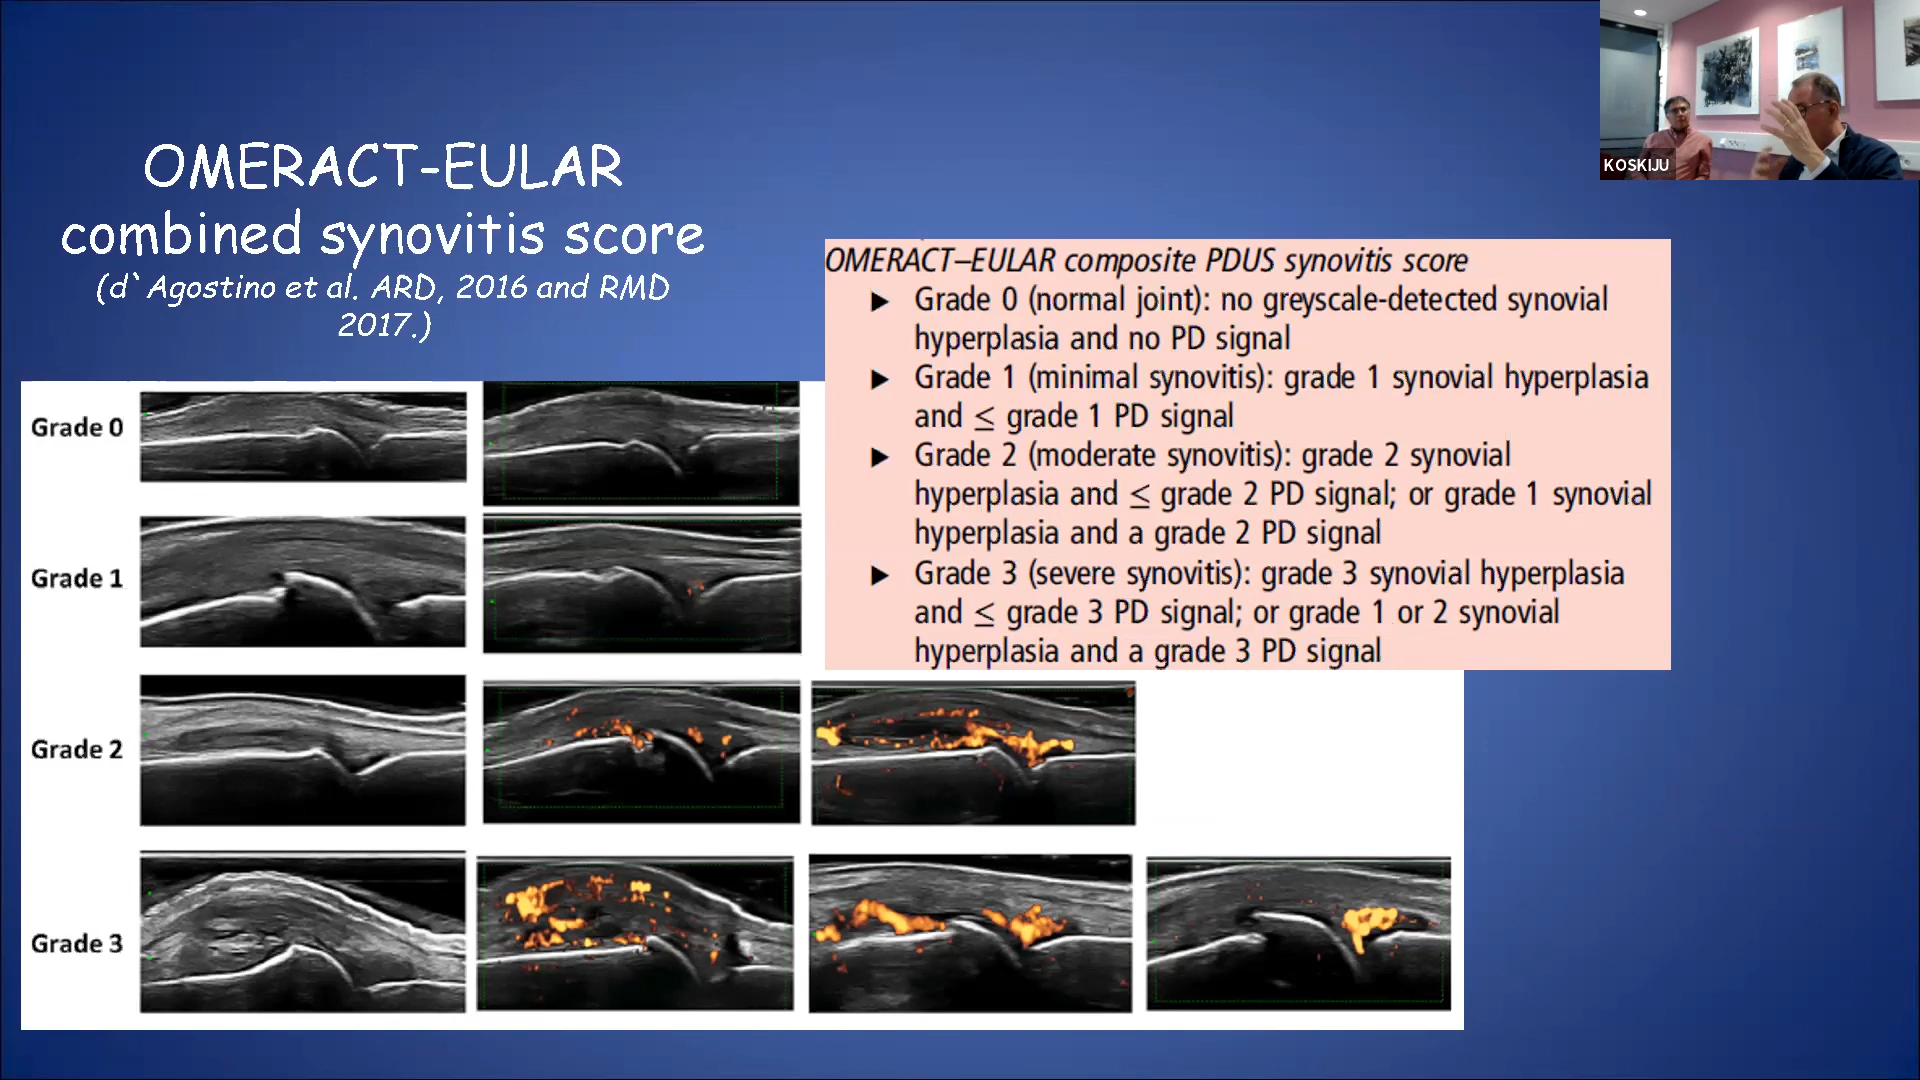 OMERACT-EULAR
combined synovitis score
(d`Agostino et al. ARD, 2016 and RMD
2017.)
KOSKIJU
OMERACT–EULAR composite PDUS synovitis score
► Grade 0 (normal joint): no greyscale-detected synovial
hyperplasia and no PD signal
► Grade 1 (minimal synovitis): grade 1 synovial hyperplasia
and ≤ grade 1 PD signal
► Grade 2 (moderate synovitis): grade 2 synovial
hyperplasia and ≤ grade 2 PD signal; or grade 1 synovial
hyperplasia and a grade 2 PD signal
► Grade 3 (severe synovitis): grade 3 synovial hyperplasia
and ≤ grade 3 PD signal; or grade 1 or 2 synovial
hyperplasia and a grade 3 PD signal
Grade 0
Grade 1
Grade 2
Grade 3